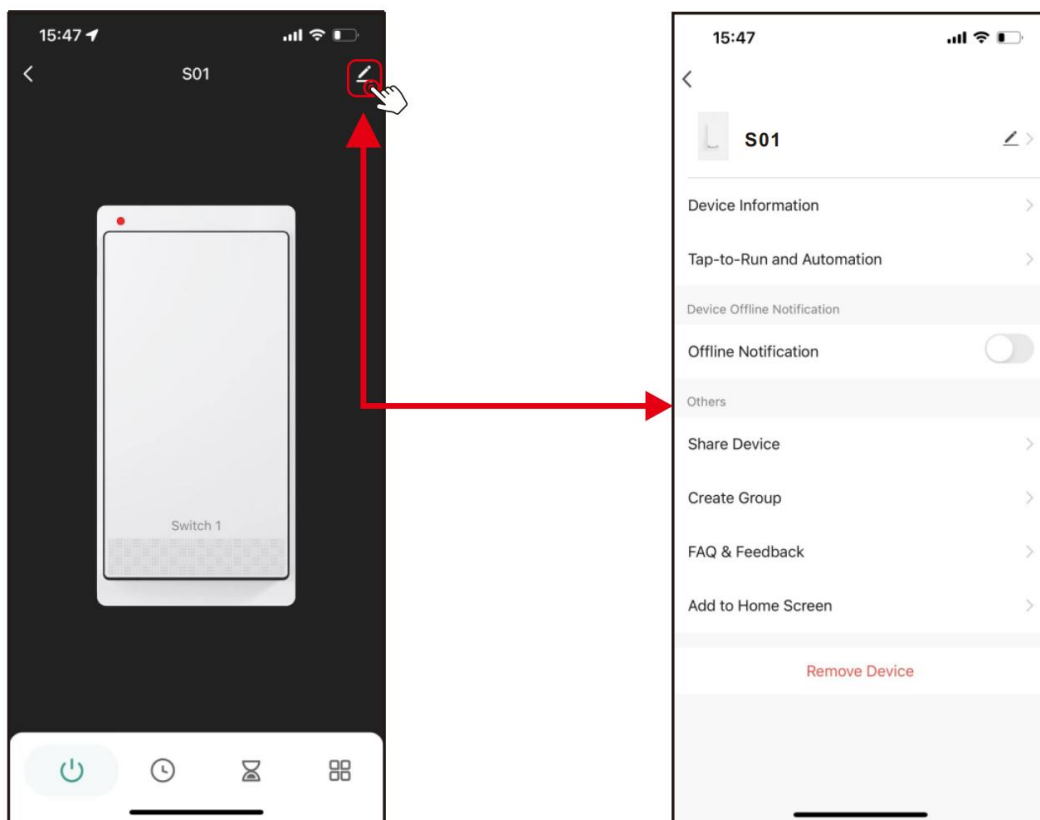 15:47
S01
Switch 1
15:47
S01
Device Information
Tap-to-Run and Automation
Device Offline Notification
Offline Notification
Others
Share Device
Create Group
FAQ & Feedback
Add to Home Screen
Remove Device